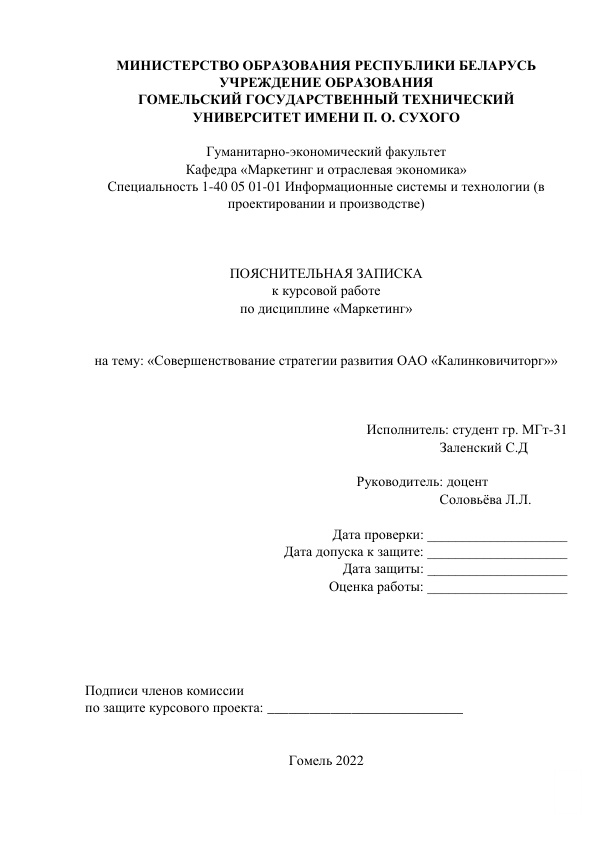 МИНИСТЕРСТВО ОБРАЗОВАНИЯ РЕСПУБЛИКИ БЕЛАРУСЬ
УЧРЕЖДЕНИЕ ОБРАЗОВАНИЯ
ГОМЕЛЬСКИЙ ГОСУДАРСТВЕННЫЙ ТЕХНИЧЕСКИЙ
УНИВЕРСИТЕТ ИМЕНИ П. О. СУХОГО
Гуманитарно-экономический факультет
Кафедра «Маркетинг и отраслевая экономика»
Специальность 1-40 05 01-01 Информационные системы и технологии (в
проектировании и производстве)
ПОЯСНИТЕЛЬНАЯ ЗАПИСКА
к курсовой работе
по дисциплине «Маркетинг»
на тему: «Совершенствование стратегии развития ОАО «Калинковичиторг»»
Исполнитель: студент гр. МГт-31
Заленский С.Д
Руководитель: доцент
Соловьёва Л.Л.
Дата проверки: ____________________
Дата допуска к защите: ____________________
Дата защиты: ____________________
Оценка работы: ____________________
Подписи членов комиссии
по защите курсового проекта: ____________________________
Гомель 2022